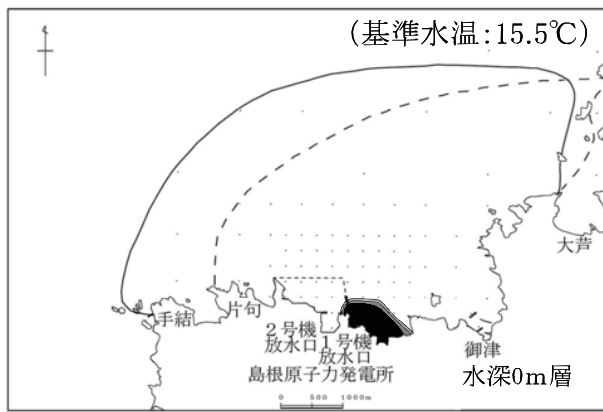 (基準水温:15.5℃)
大芦
手結
片句
2号機
放水口
1号機
放水口
御津
島根原子力発電所
水深0m層
0 500 1000m